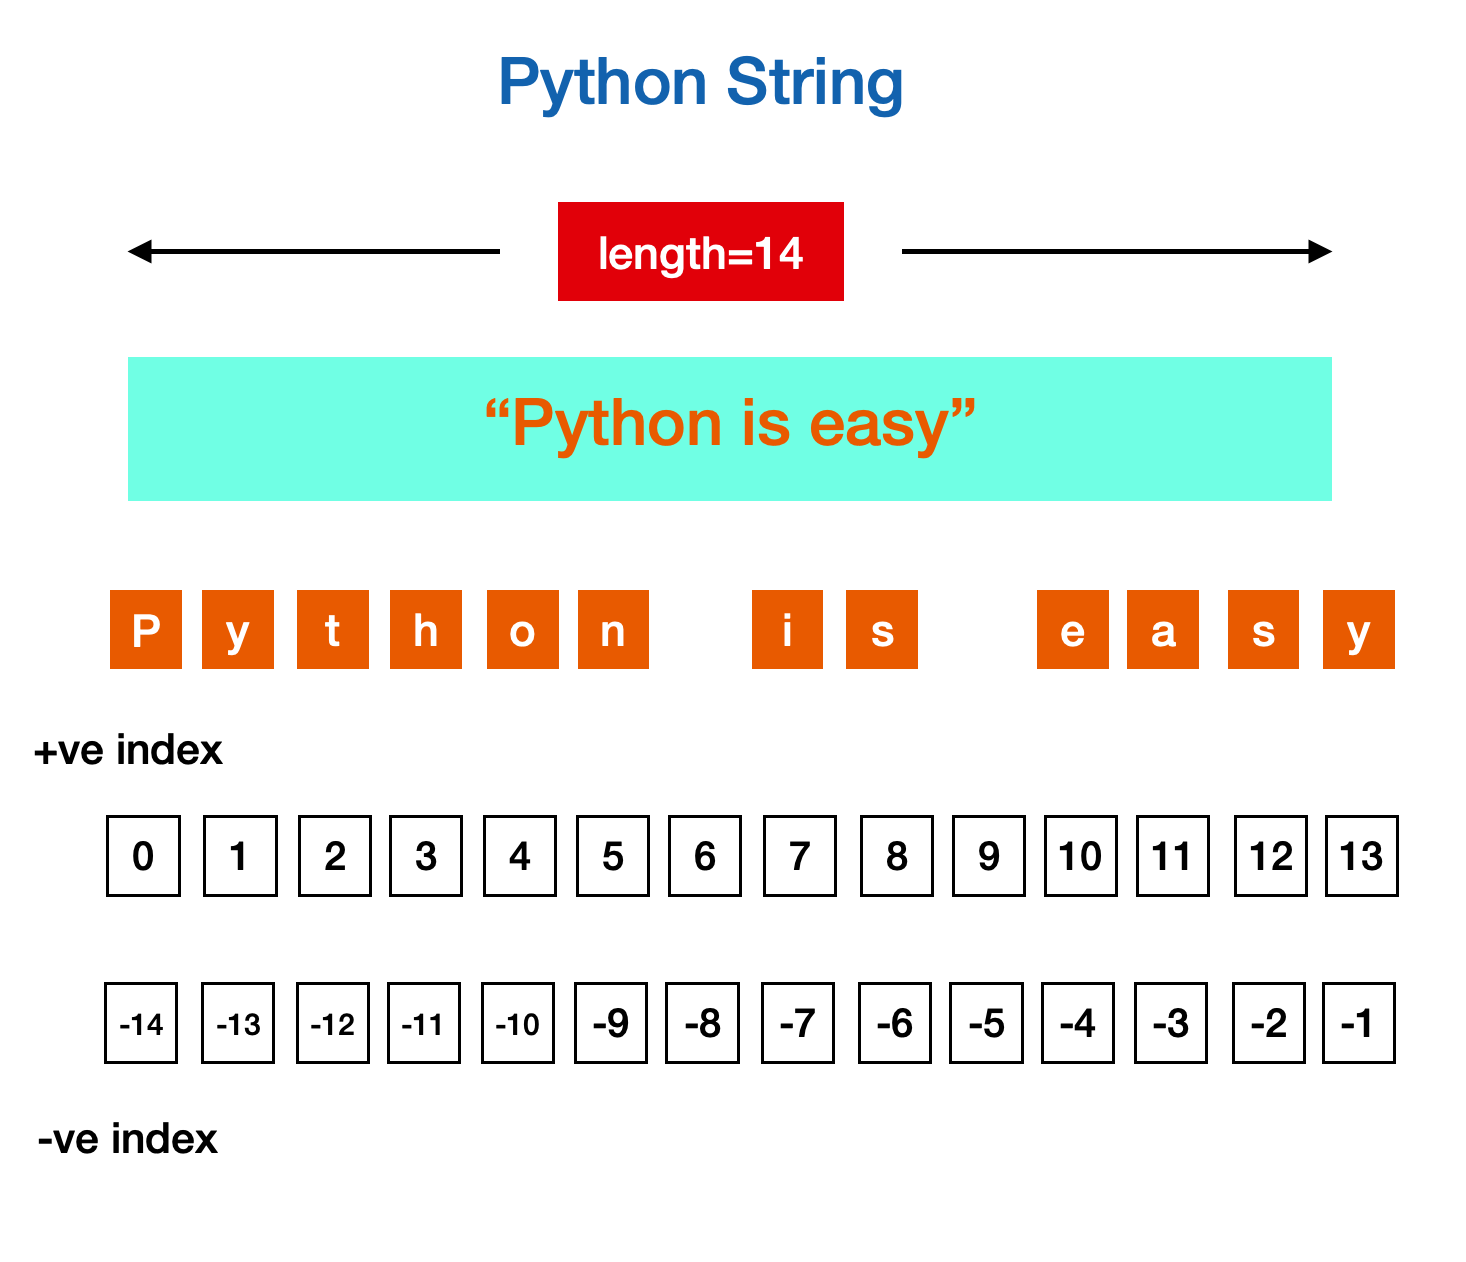 Python String
length=14
“Python is easy”
P y t h o n i s e a s y
+ve index
0 1 2 3 4 5 6 7 8 9 10 11 12 13
-14 -13 -12 -11 -10 -9 -8 -7 -6 -5 -4 -3 -2 -1
-ve index